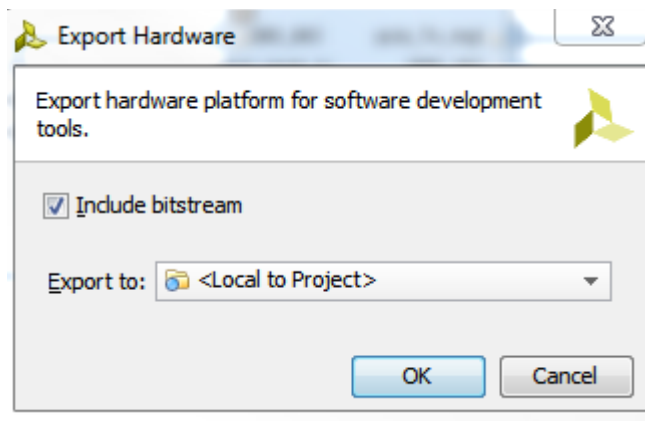 Export Hardware
Export hardware platform for software development
tools.
Include bitstream
Export to: <Local to Project>
OK Cancel